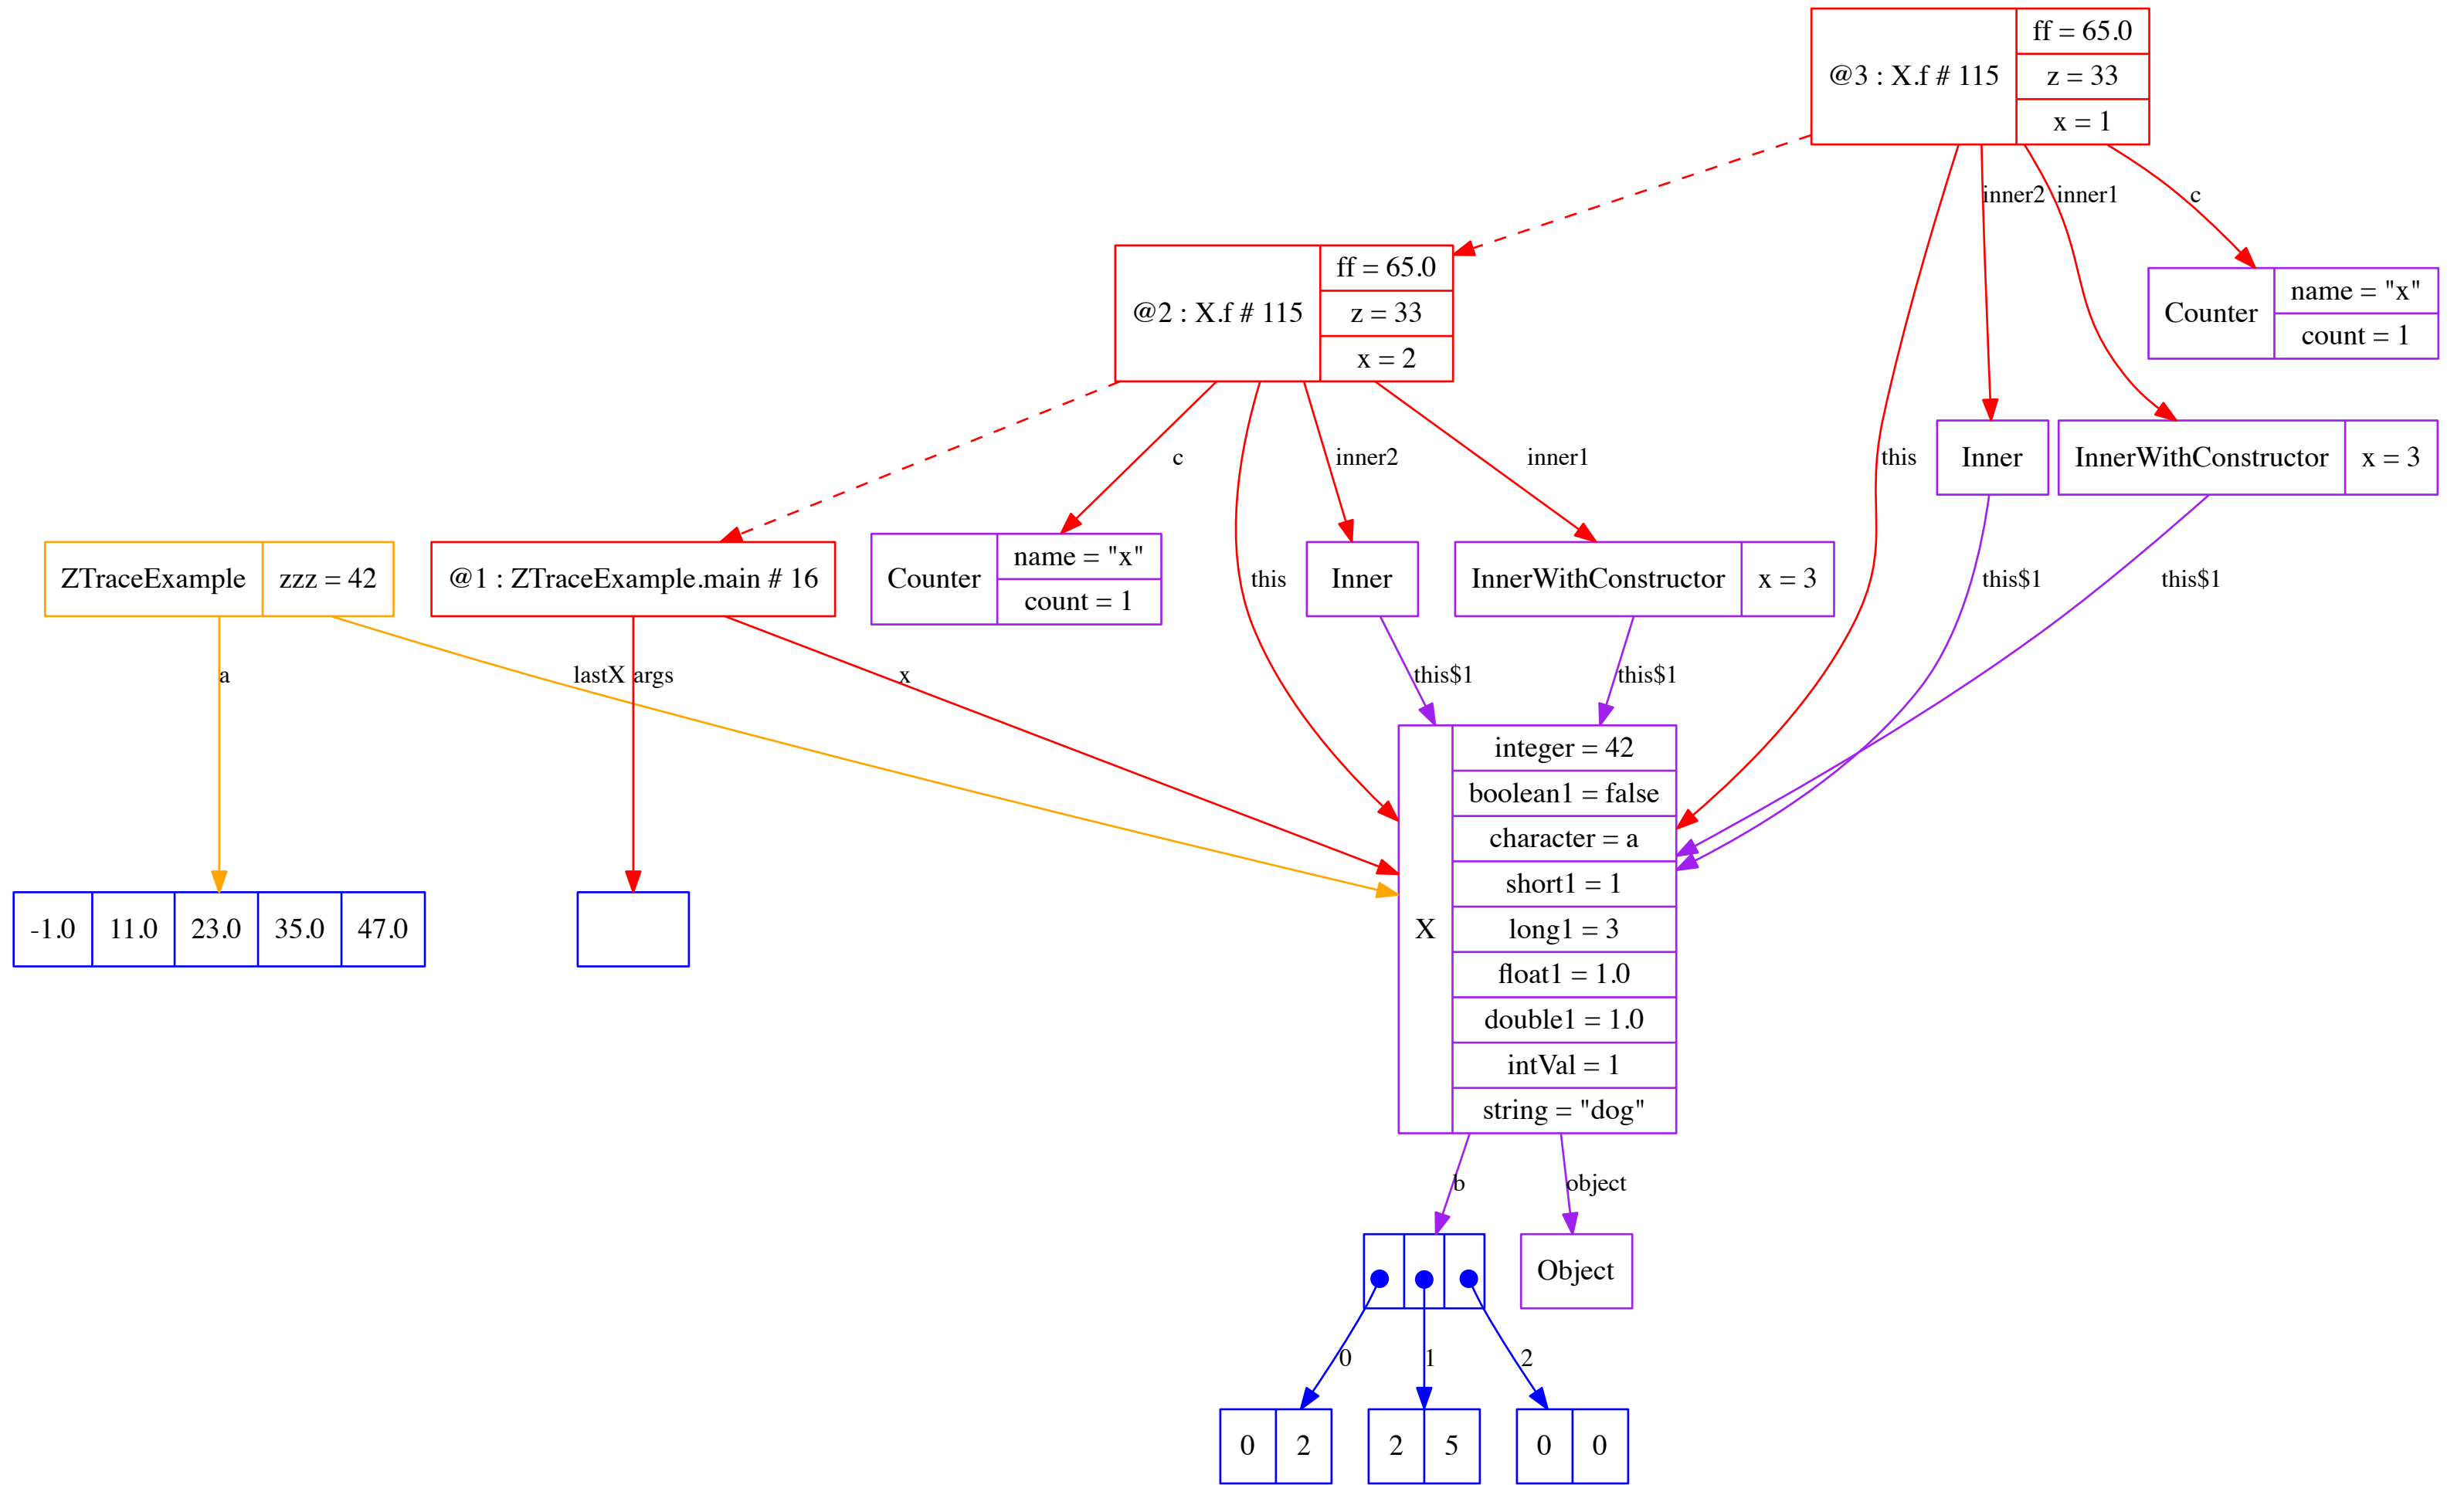 @3 : X.f # 115
ff = 65.0
z = 33
x = 1
inner2
inner1
c
@2 : X.f # 115
ff = 65.0
z = 33
x = 2
Counter
name = "x"
count = 1
c
inner2
inner1
this
Inner
InnerWithConstructor
x = 3
ZTraceExample
zzz = 42
@1 : ZTraceExample.main # 16
Counter
name = "x"
count = 1
this
Inner
InnerWithConstructor
x = 3
this$1
this$1
a
lastX
args
x
this$1
this$1
X
integer = 42
boolean1 = false
character = a
short1 = 1
long1 = 3
float1 = 1.0
double1 = 1.0
intVal = 1
string = "dog"
-1.0
11.0
23.0
35.0
47.0
b
object
Object
0
1
2
0
2
2
5
0
0